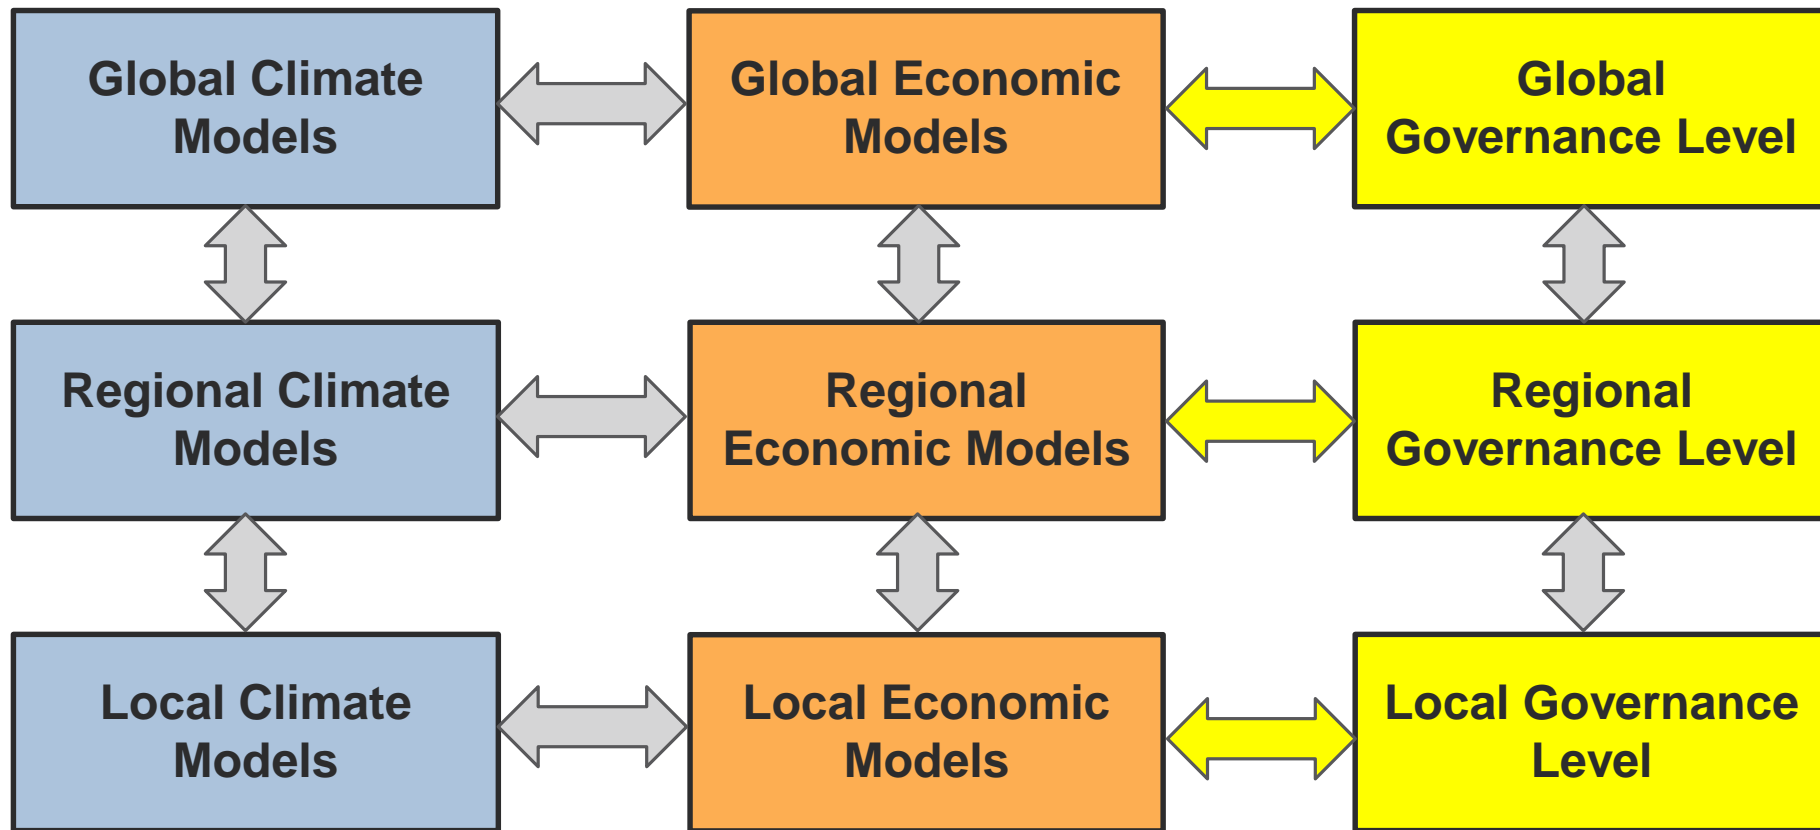 Global Climate
Models
Global Economic
Models
Global
Governance Level
Regional Climate
Models
Regional
Economic Models
Regional
Governance Level
Local Climate
Models
Local Economic
Models
Local Governance
Level